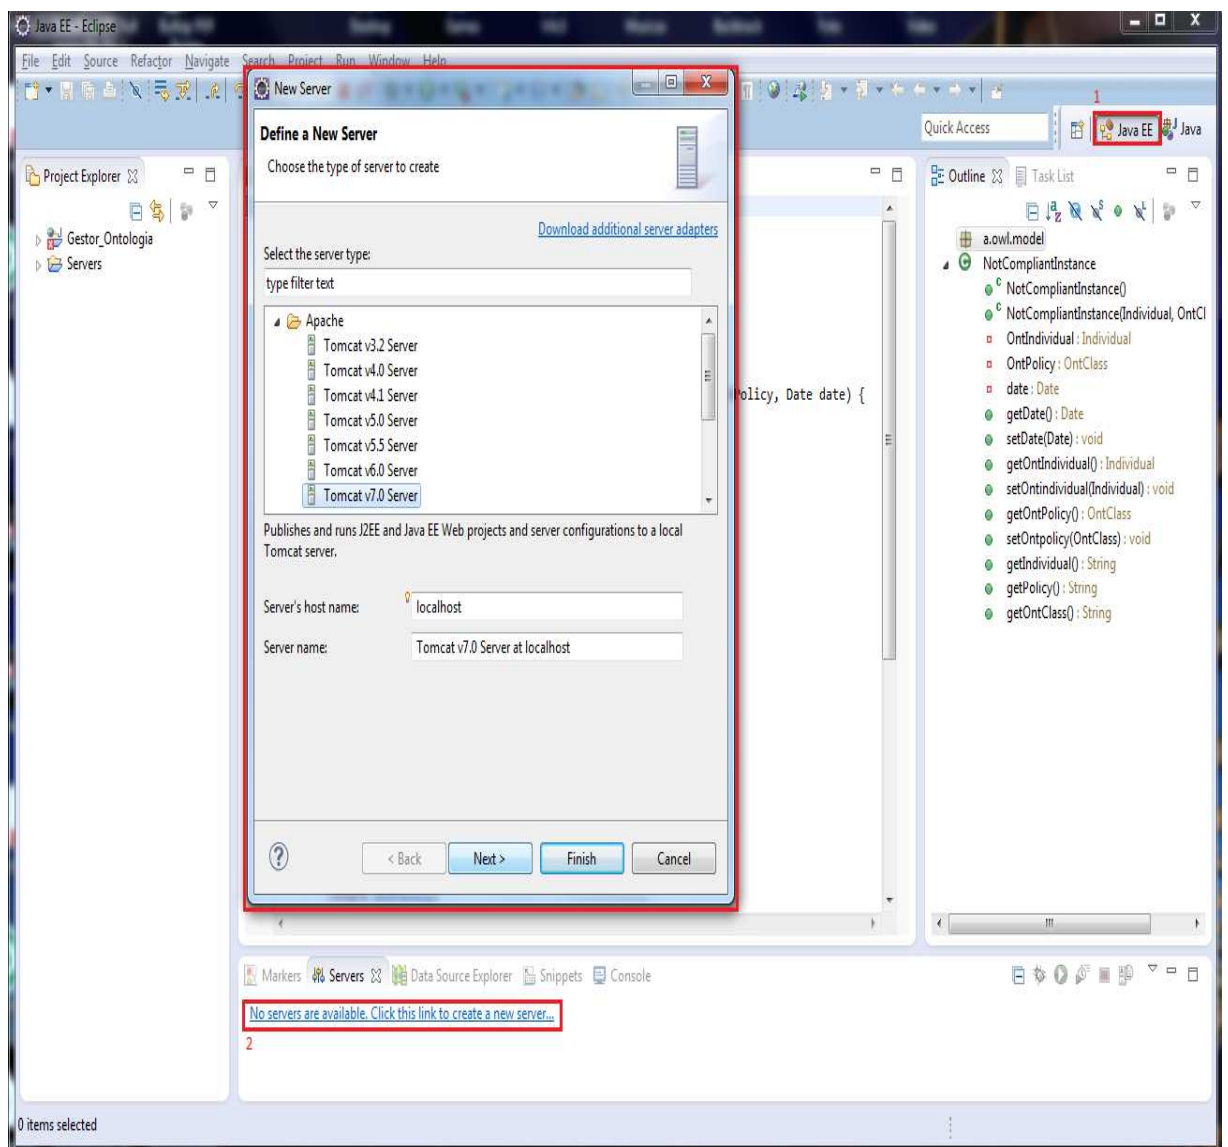 Java EE - Eclipse
File Edit Source Refactor Navigate Search Project Run Window Help
1
Quick Access
Java EE
Java
New Server
Define a New Server
Choose the type of server to create
Download additional server adapters
Select the server type:
type filter text
Apache
Tomcat v3.2 Server
Tomcat v4.0 Server
Tomcat v4.1 Server
Tomcat v5.0 Server
Tomcat v5.5 Server
Tomcat v6.0 Server
Tomcat v7.0 Server
Publishes and runs J2EE and Java EE Web projects and server configurations to a local
Tomcat server.
Server's host name:
localhost
Server name:
Tomcat v7.0 Server at localhost
< Back
Next >
Finish
Cancel
Project Explorer
Gestor_Ontologia
Servers
Policy, Date date) {
Outline
Task List
a.owl.model
NotCompliantInstance
NotCompliantInstance()
NotCompliantInstance(Individual, OntCl
OntIndividual : Individual
OntPolicy : OntClass
date : Date
getDate() : Date
setDate(Date) : void
getOntIndividual() : Individual
setOntindividual(Individual) : void
getOntPolicy() : OntClass
setOntpolicy(OntClass) : void
getIndividual() : String
getPolicy() : String
getOntClass() : String
Markers
Servers
Data Source Explorer
Snippets
Console
No servers are available. Click this link to create a new server...
2
0 items selected